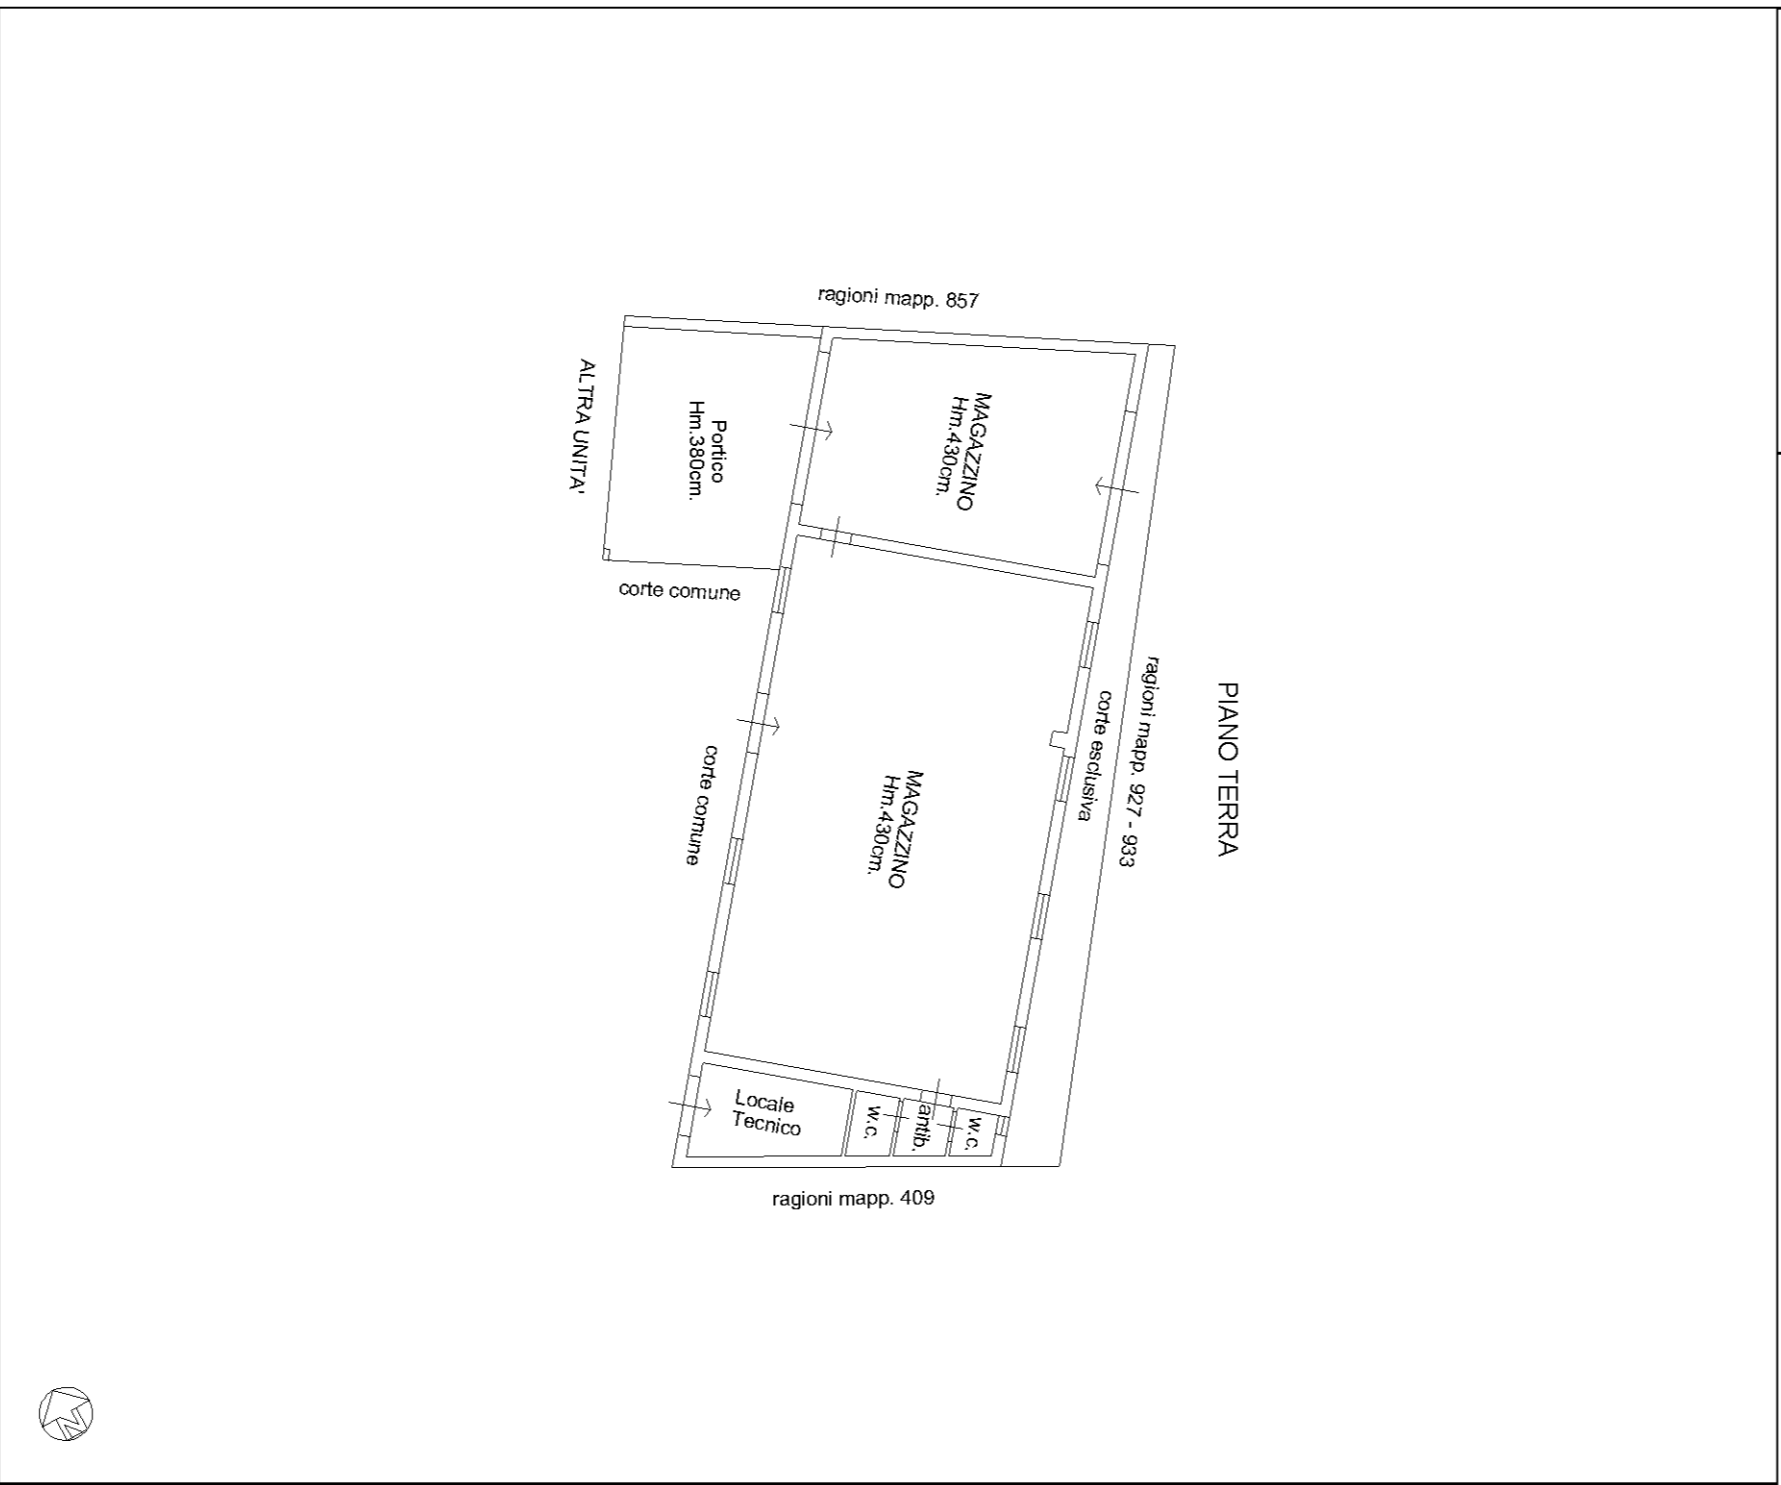 ragioni mapp. 857
ALTRA UNITA'
Portico
Hm.380cm.
MAGAZZINO
Hm.430cm.
corte comune
ragioni mapp. 927 - 933
corte esclusiva
PIANO TERRA
corte comune
MAGAZZINO
Hm.430cm.
Locale
Tecnico
w.c.
antib.
w.c.
ragioni mapp. 409
N